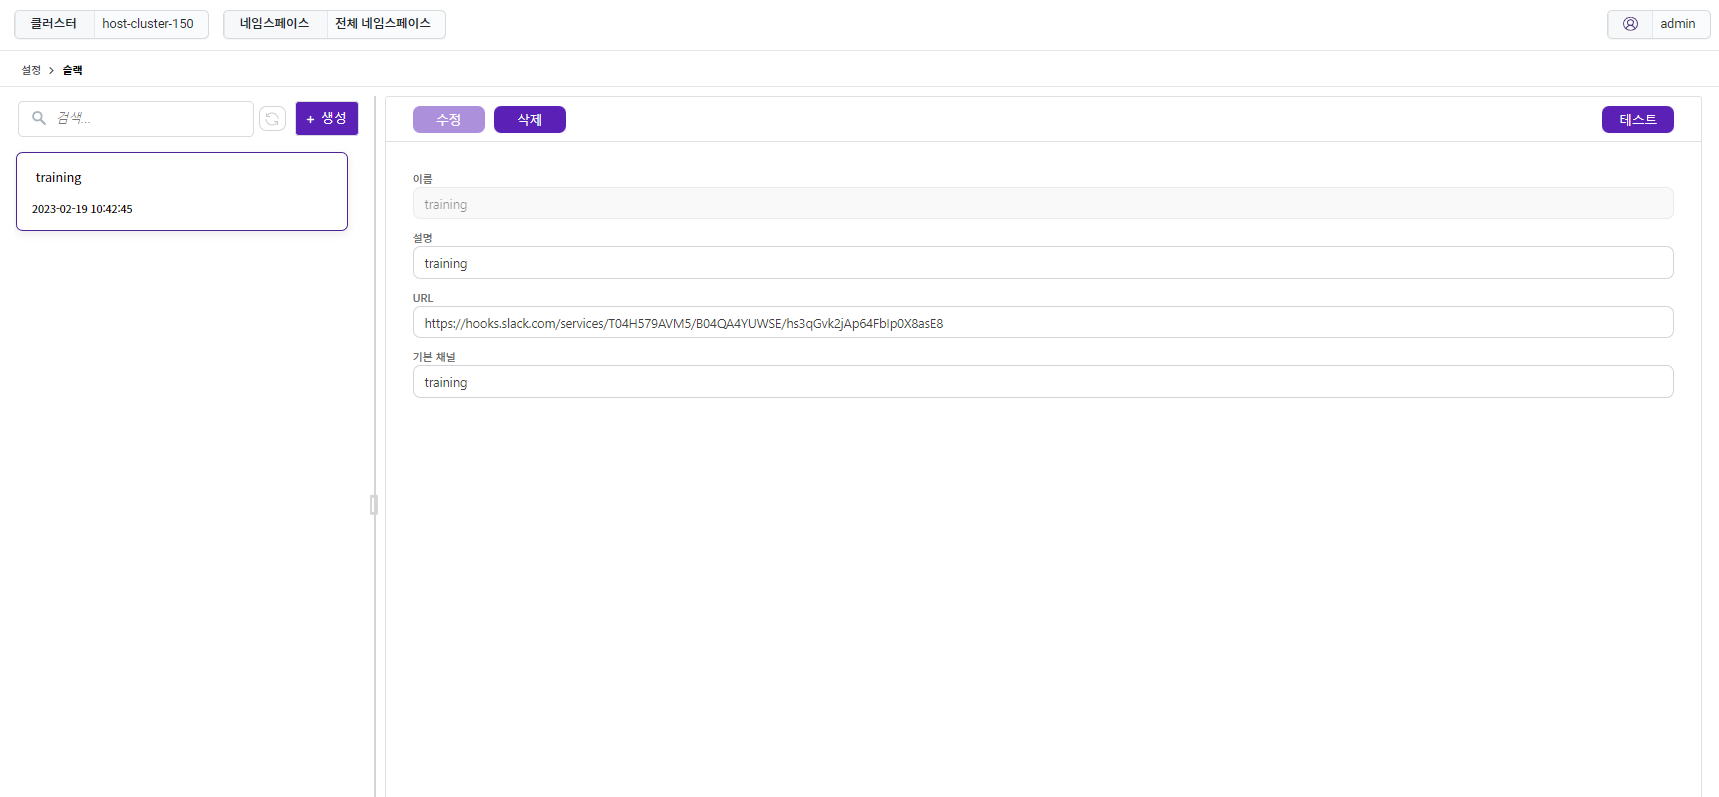 클러스터 host-cluster-150 네임스페이스 전체 네임스페이스 admin
설정 > 슬랙
검색... + 생성
training
2023-02-19 10:42:45
수정 삭제 테스트
이름
training
설명
training
URL
https://hooks.slack.com/services/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
기본 채널
training